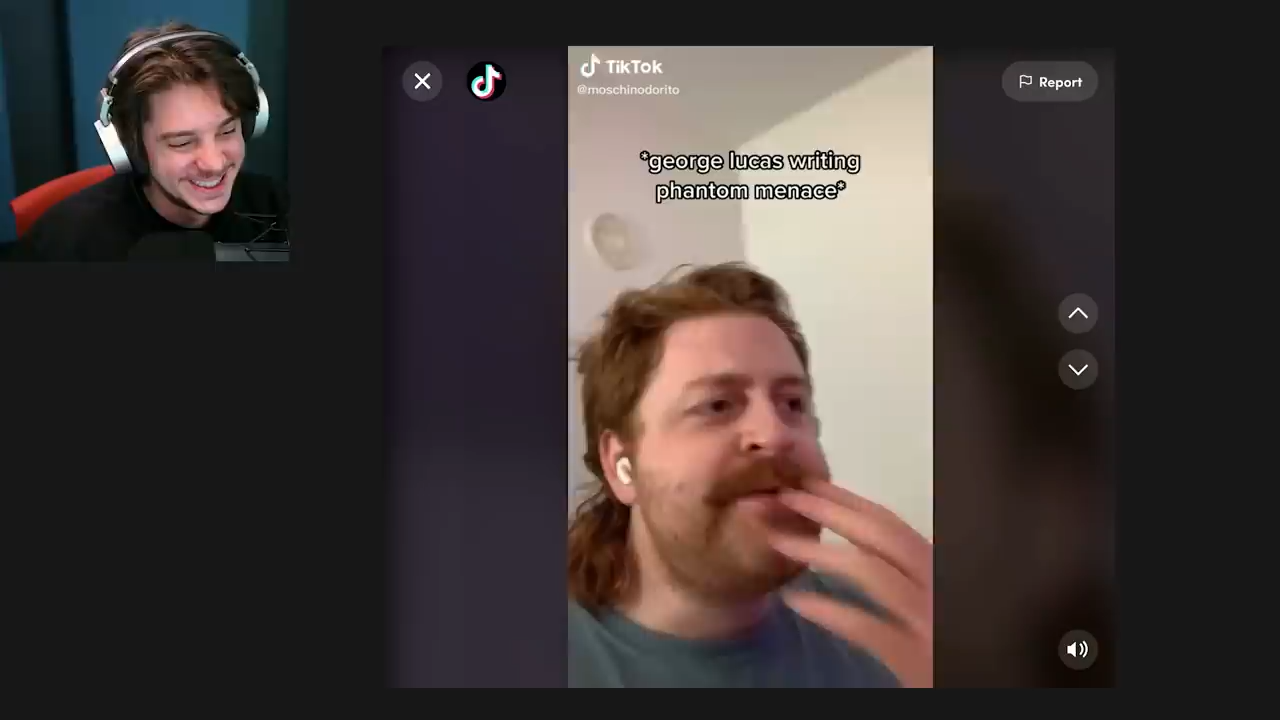 TikTok
@moschinodorito
Report
*george lucas writing
phantom menace*